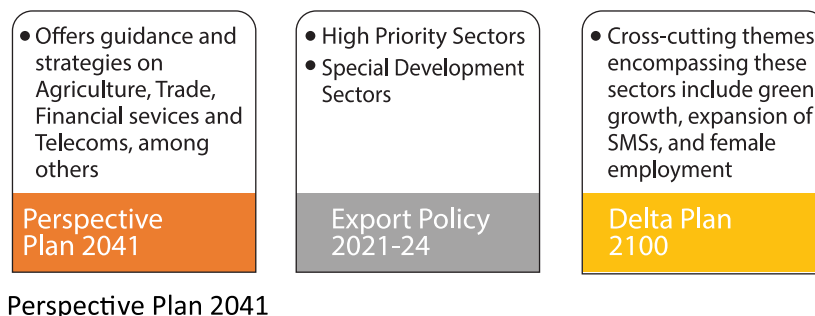 • Offers guidance and
strategies on
Agriculture, Trade,
Financial sevices and
Telecoms, among
others
Perspective
Plan 2041
• High Priority Sectors
• Special Development
Sectors
Export Policy
2021-24
• Cross-cutting themes
encompassing these
sectors include green
growth, expansion of
SMSs, and female
employment
Delta Plan
2100
Perspective Plan 2041